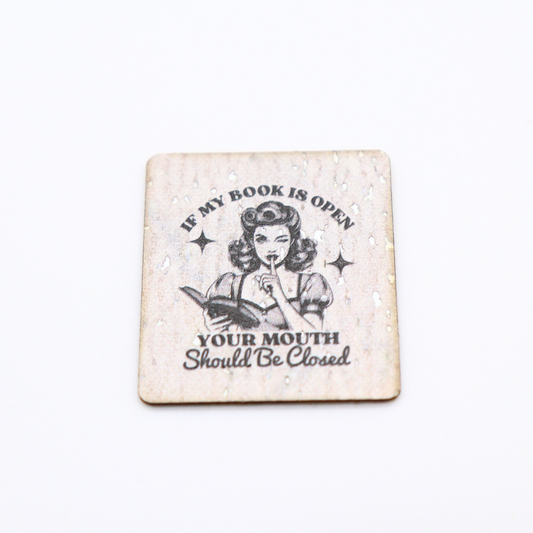 IF MY BOOK IS OPEN
YOUR MOUTH
Should Be Closed